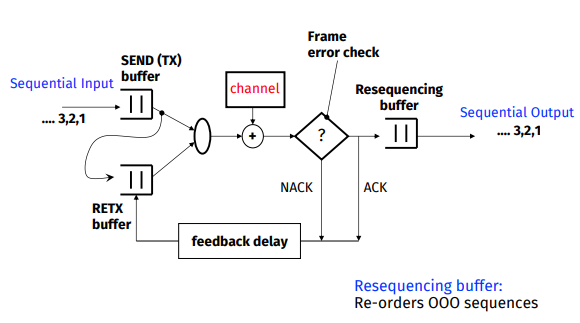 Frame
error check
SEND (TX)
buffer
Sequential Input
channel
Resequencing
buffer
Sequential Output
.... 3,2,1
.... 3,2,1
+
?
NACK
ACK
RETX
buffer
feedback delay
Resequencing buffer:
Re-orders OOO sequences